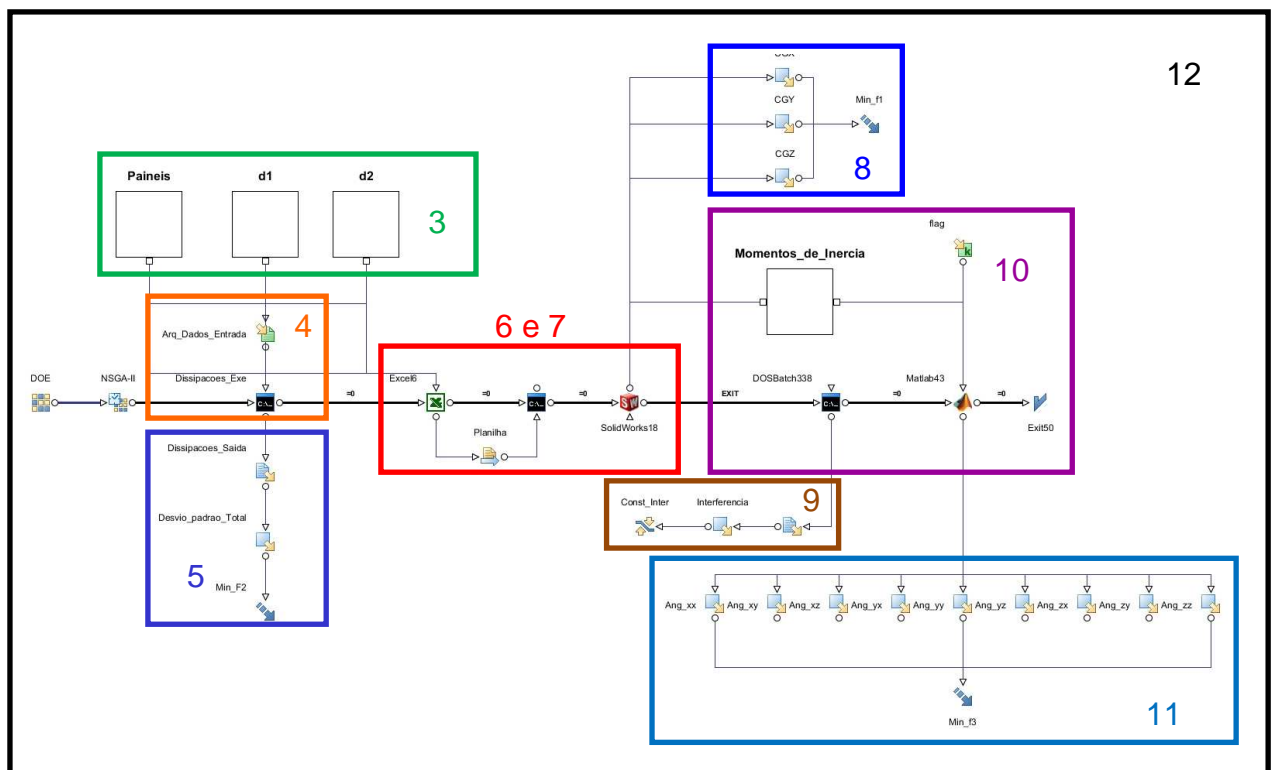 12
CGY
Min_f1
CGZ
8
Paineis
d1
d2
3
flag
10
Momentos_de_Inercia
Arq_Dados_Entrada
4
6 e 7
DOE
NSGA-II
Dissipacoes_Exe
=0
Excel6
=0
=0
SolidWorks18
EXIT
DOSBatch338
=0
Matlab43
=0
Exit50
Planilha
Dissipacoes_Saida
Desvio_padrao_Total
5
Min_F2
Const_Inter
Interferencia
9
Ang_xx
Ang_xy
Ang_xz
Ang_yx
Ang_yy
Ang_yz
Ang_zx
Ang_zy
Ang_zz
Min_f3
11